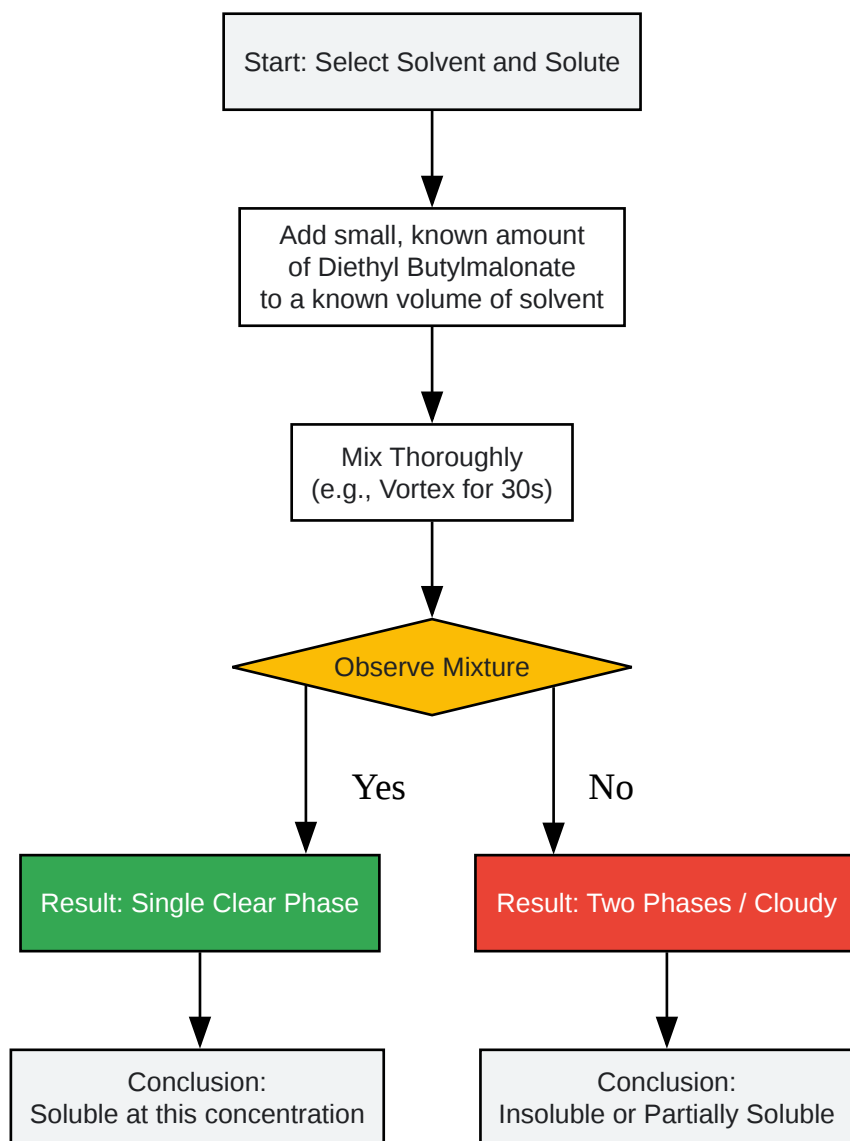 Start: Select Solvent and Solute
Add small, known amount
of Diethyl Butylmalonate
to a known volume of solvent
Mix Thoroughly
(e.g., Vortex for 30s)
Observe Mixture
Yes
No
Result: Single Clear Phase
Result: Two Phases / Cloudy
Conclusion:
Soluble at this concentration
Conclusion:
Insoluble or Partially Soluble